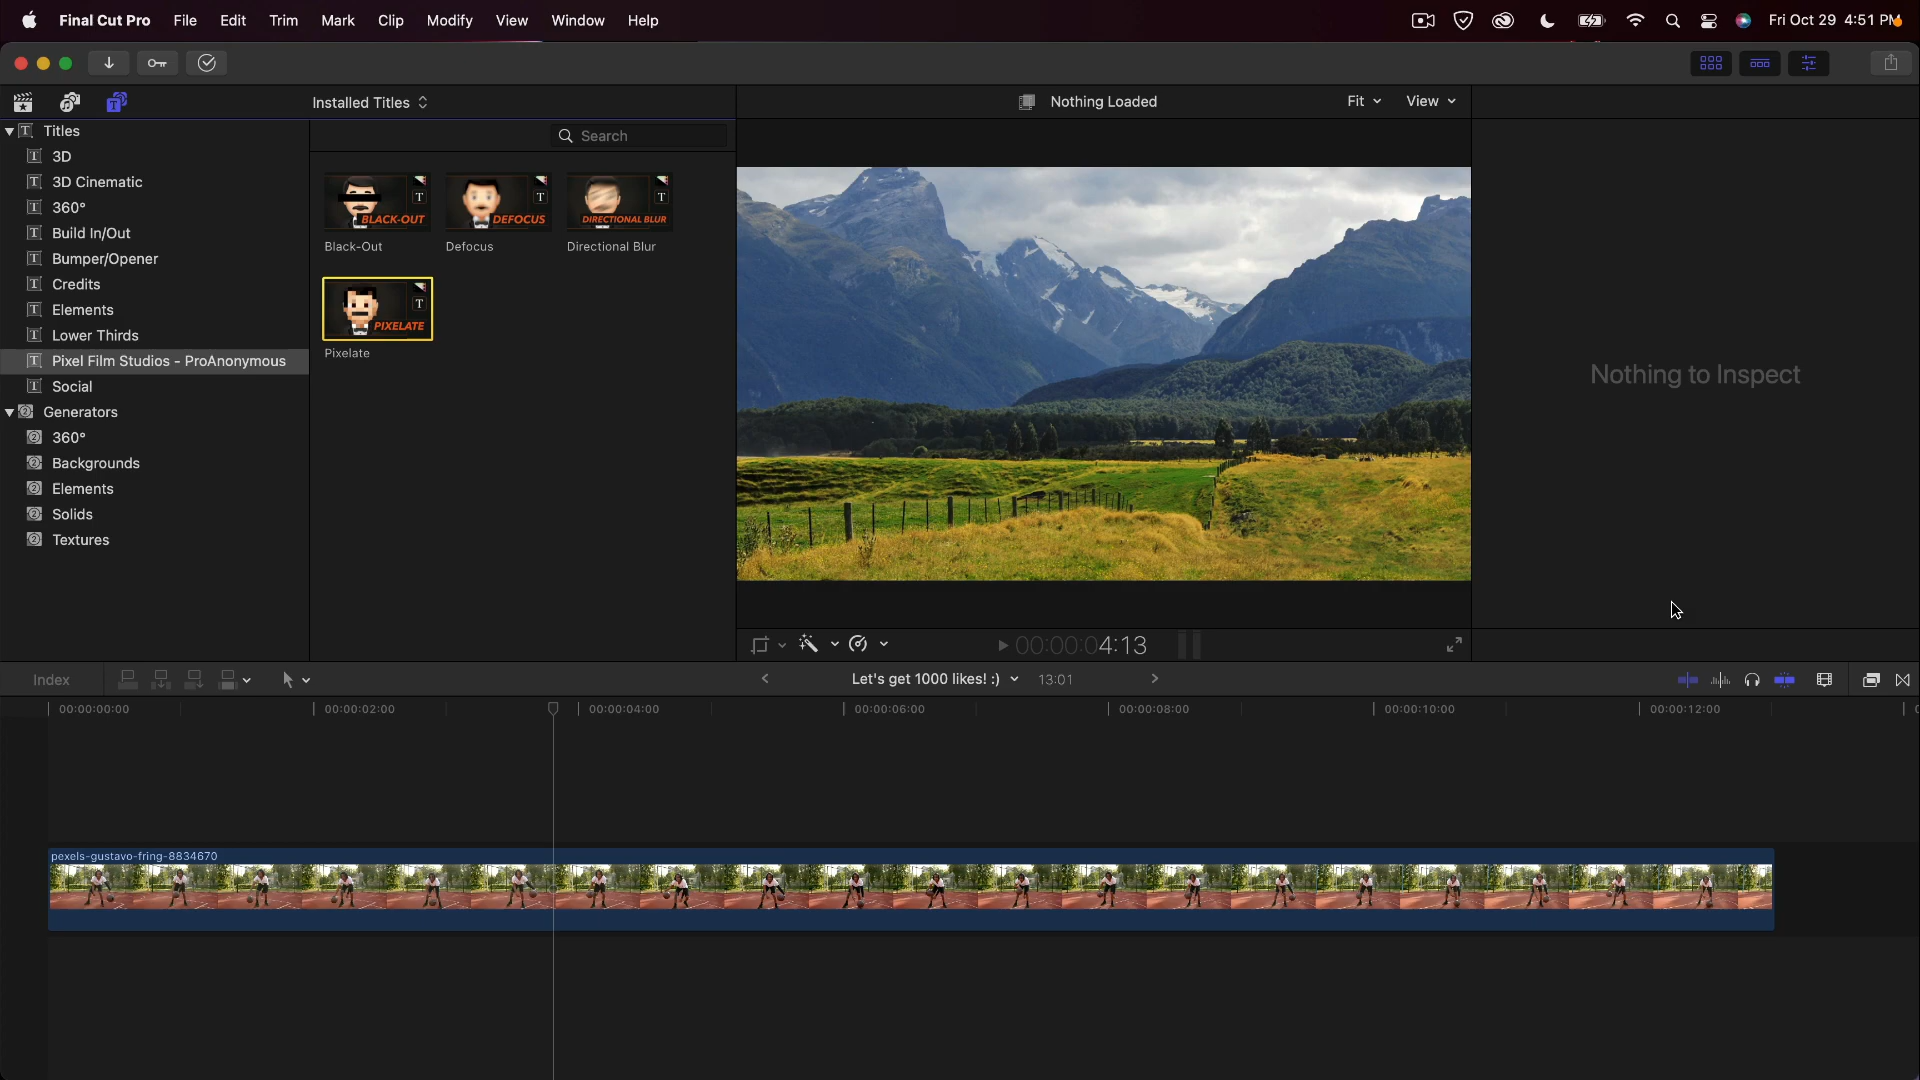 Final Cut Pro File Edit Trim Mark Clip Modify View Window Help Fri Oct 29 4:51 PM
Installed Titles
Nothing Loaded Fit View
Titles
Search
3D
3D Cinematic
360°
Build In/Out
Bumper/Opener
Credits
Elements
Lower Thirds
Pixel Film Studios - ProAnonymous
Social
Generators
360°
Backgrounds
Elements
Solids
Textures
BLACK-OUT DEFOCUS DIRECTIONAL BLUR
Black-Out Defocus Directional Blur
PIXELATE
Pixelate
Nothing to Inspect
00:00:04:13
Index Let's get 1000 likes! :) 13:01
00:00:00:00 00:00:02:00 00:00:04:00 00:00:06:00 00:00:08:00 00:00:10:00 00:00:12:00
pexels-gustavo-fring-8834670